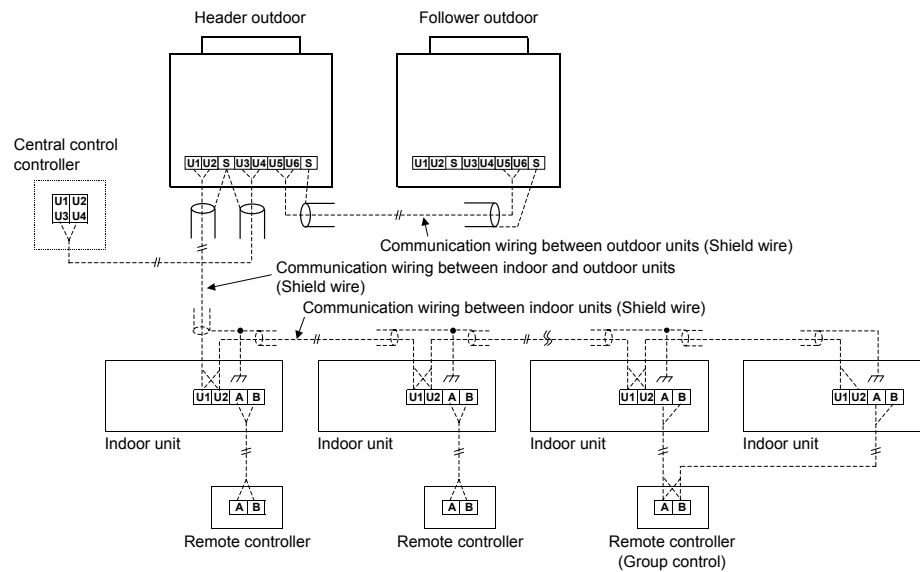 Header outdoor
Follower outdoor
U1 U2 S U3 U4 U5 U6 S
U1 U2 S U3 U4 U5 U6 S
Central control
controller
U1 U2
U3 U4
Communication wiring between outdoor units (Shield wire)
Communication wiring between indoor and outdoor units
(Shield wire)
Communication wiring between indoor units (Shield wire)
U1 U2 A B
U1 U2 A B
U1 U2 A B
U1 U2 A B
Indoor unit
Indoor unit
Indoor unit
Indoor unit
A B
A B
A B
Remote controller
Remote controller
Remote controller
(Group control)